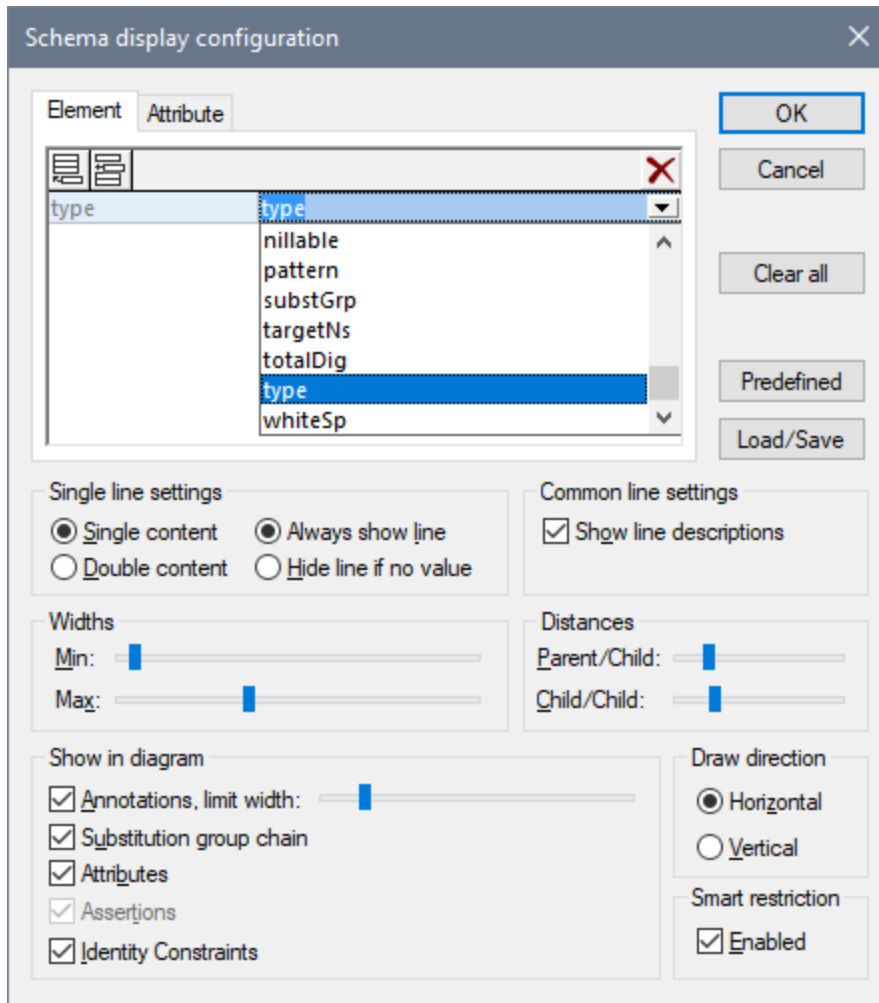 Schema display configuration
Element Attribute
OK
Cancel
type type
nillable
pattern
substGrp
targetNs
totalDig
type
whiteSp
Clear all
Predefined
Load/Save
Single line settings
Single content Always show line
Double content Hide line if no value
Common line settings
Show line descriptions
Widths
Min:
Max:
Distances
Parent/Child:
Child/Child:
Show in diagram
Annotations, limit width:
Substitution group chain
Attributes
Assertions
Identity Constraints
Draw direction
Horizontal
Vertical
Smart restriction
Enabled